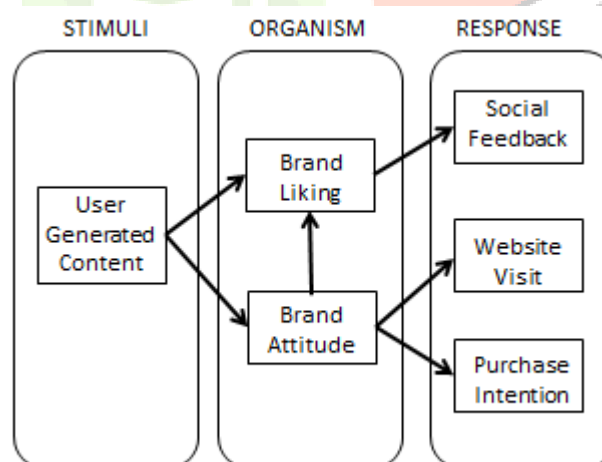 STIMULI
ORGANISM
RESPONSE
User
Generated
Content
Brand
Liking
Brand
Attitude
Social
Feedback
Website
Visit
Purchase
Intention